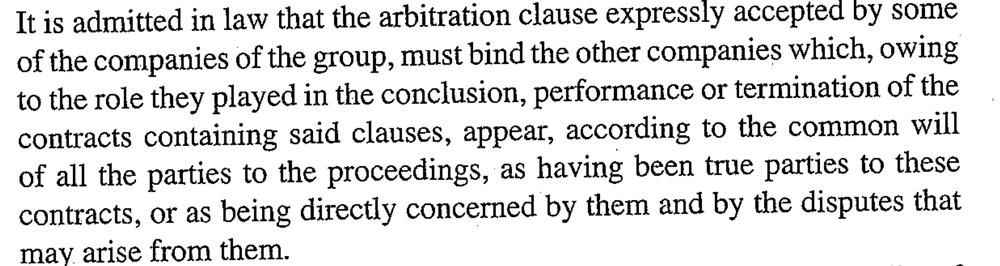 It is admitted in law that the arbitration clause expressly accepted by some
of the companies of the group, must bind the other companies which, owing
to the role they played in the conclusion, performance or termination of the
contracts containing said clauses, appear, according to the common will
of all the parties to the proceedings, as having been true parties to these
contracts, or as being directly concerned by them and by the disputes that
may arise from them.